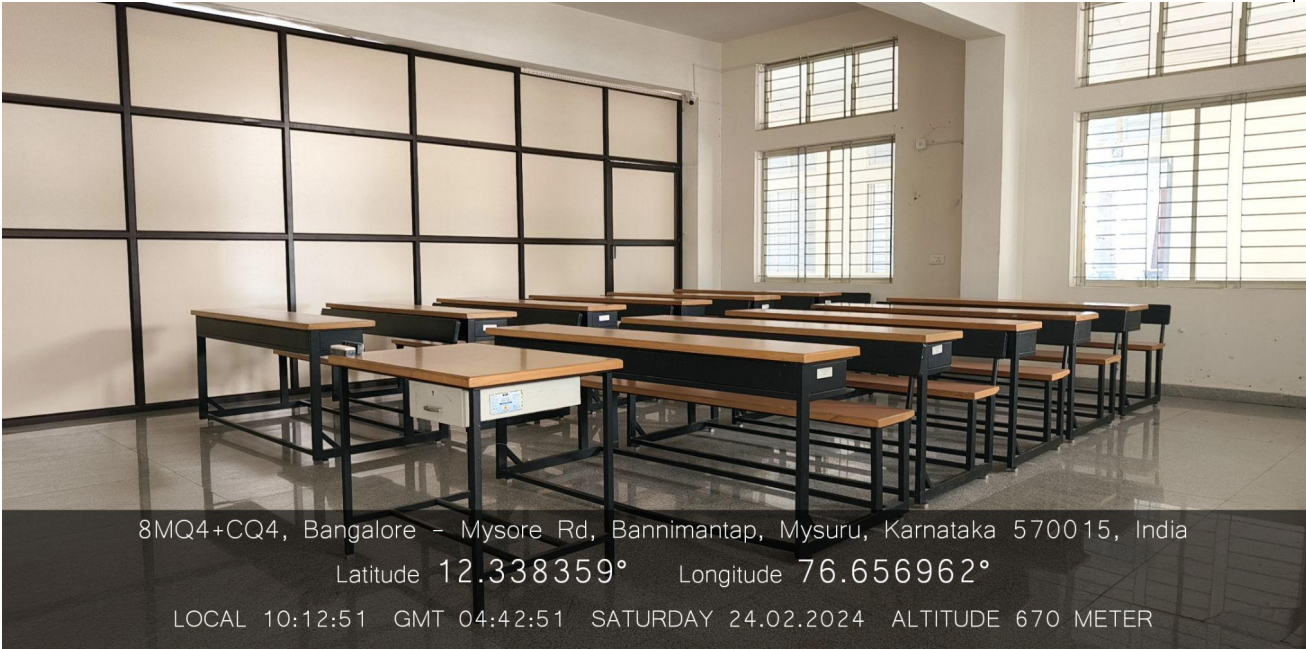 8MQ4+CQ4, Bangalore - Mysore Rd, Bannimantap, Mysuru, Karnataka 570015, India
Latitude 12.338359° Longitude 76.656962°
LOCAL 10:12:51 GMT 04:42:51 SATURDAY 24.02.2024 ALTITUDE 670 METER